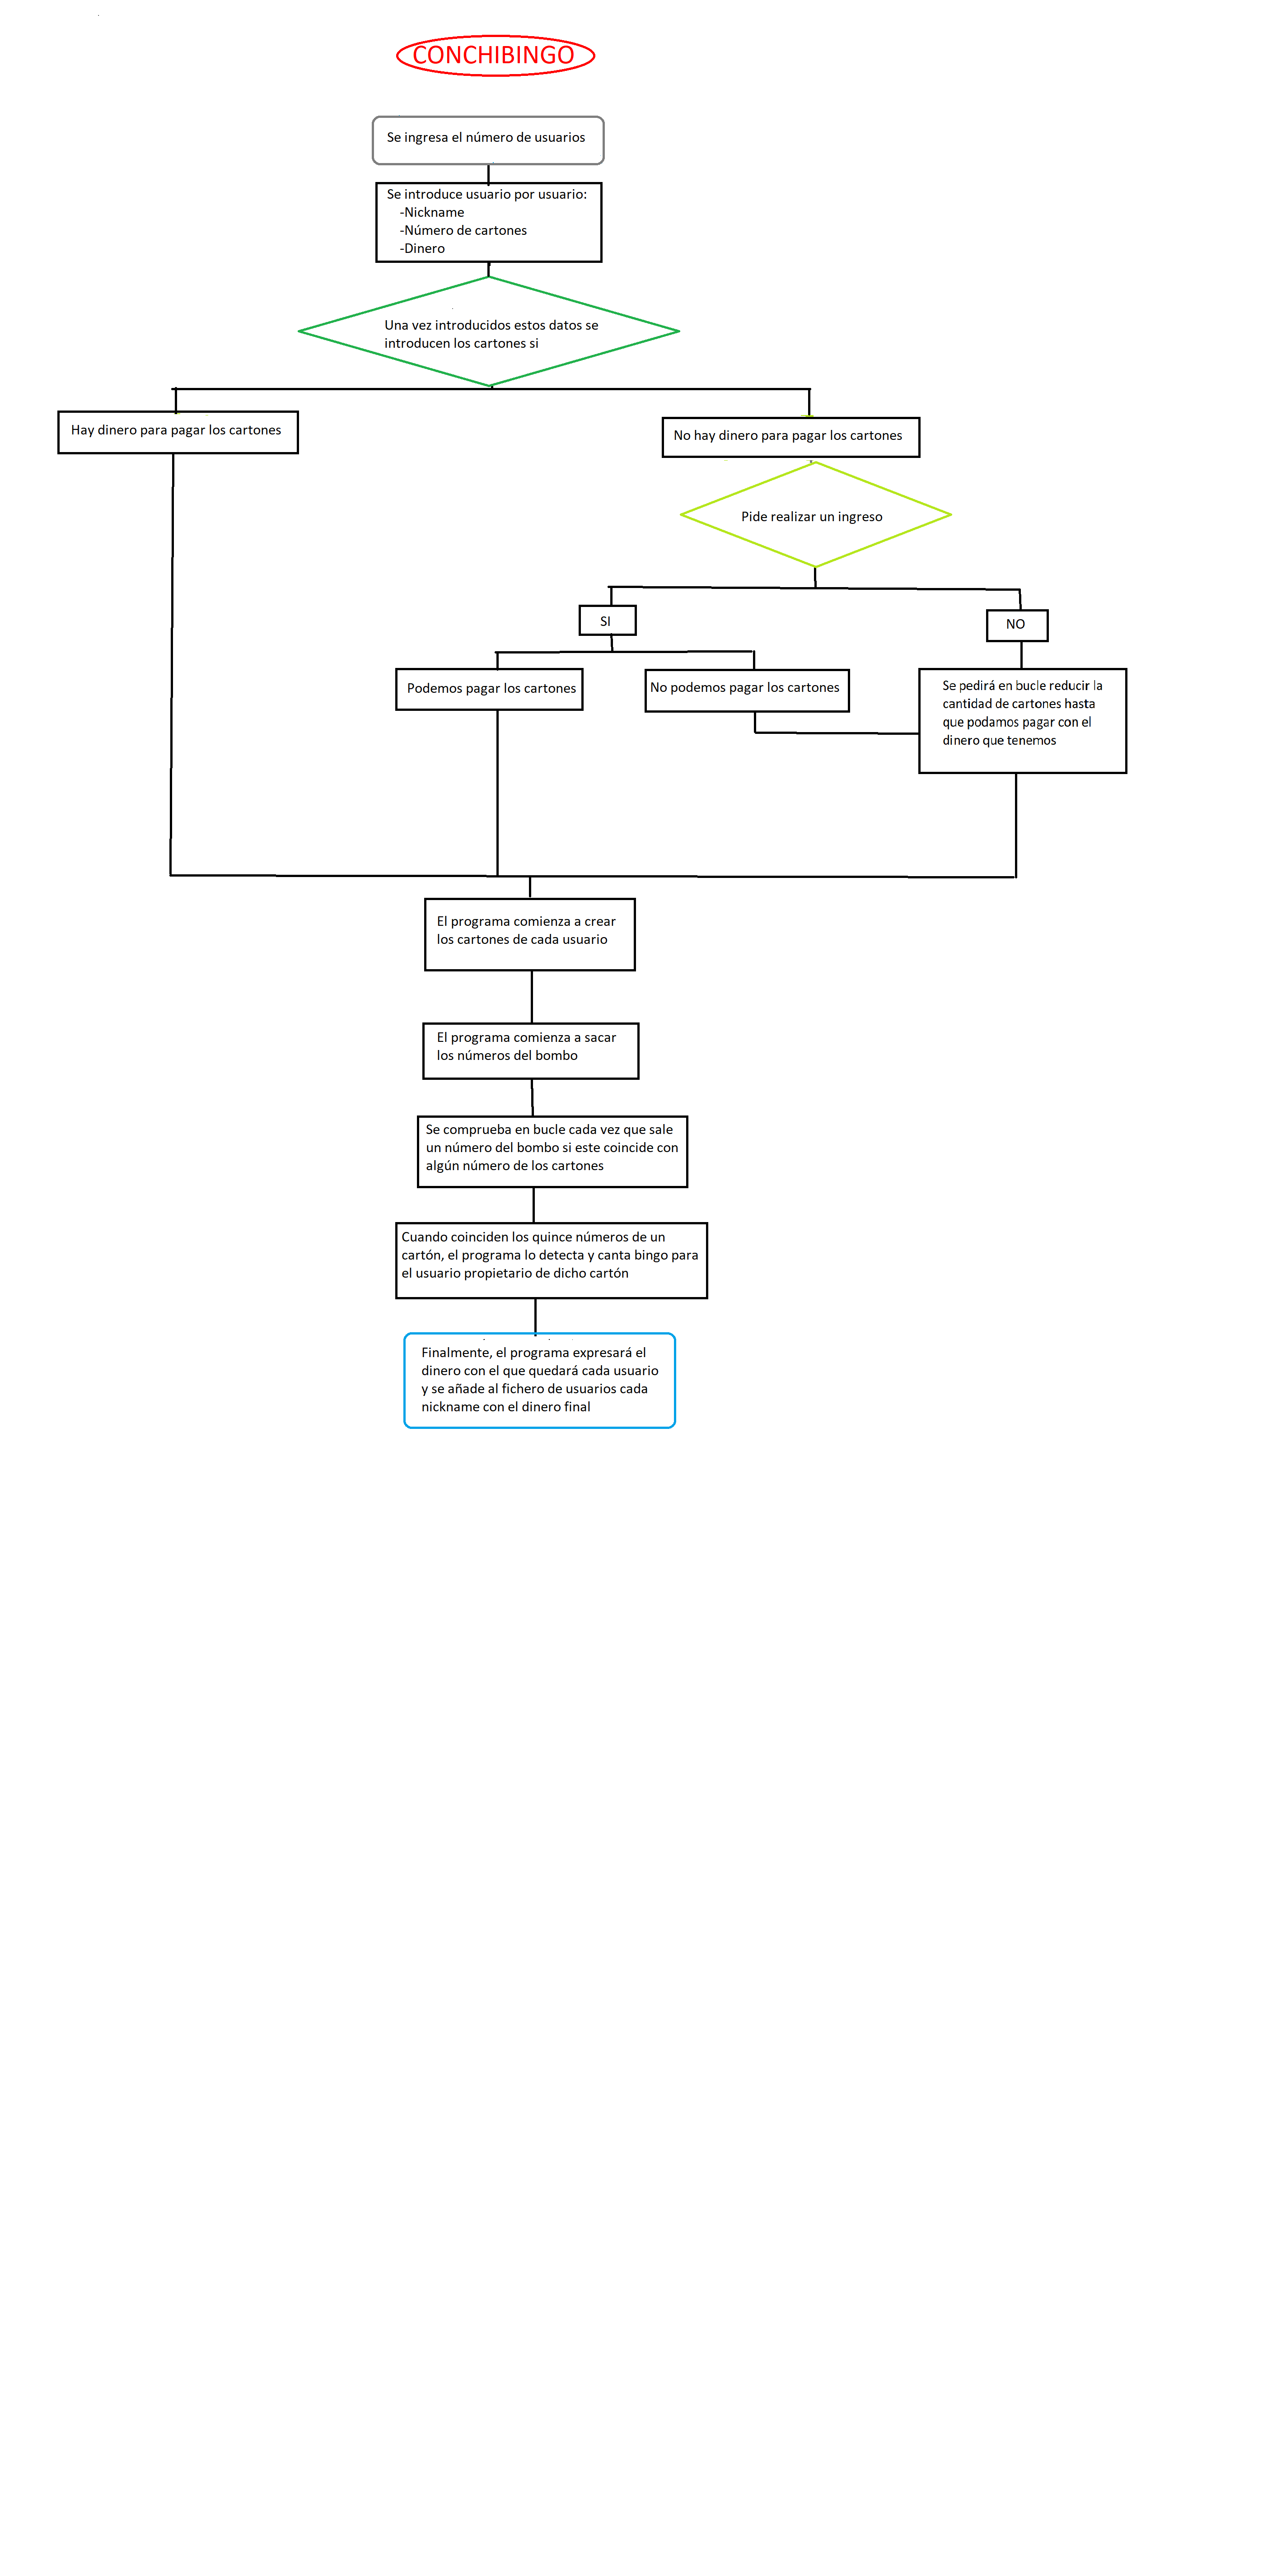 CONCHIBINGO
Se ingresa el número de usuarios
Se introduce usuario por usuario:
-Nickname
-Número de cartones
-Dinero
Una vez introducidos estos datos se
introducen los cartones si
Hay dinero para pagar los cartones
No hay dinero para pagar los cartones
Pide realizar un ingreso
SI
NO
Podemos pagar los cartones
No podemos pagar los cartones
Se pedirá en bucle reducir la
cantidad de cartones hasta
que podamos pagar con el
dinero que tenemos
El programa comienza a crear
los cartones de cada usuario
El programa comienza a sacar
los números del bombo
Se comprueba en bucle cada vez que sale
un número del bombo si este coincide con
algún número de los cartones
Cuando coinciden los quince números de un
cartón, el programa lo detecta y canta bingo para
el usuario propietario de dicho cartón
Finalmente, el programa expresará el
dinero con el que quedará cada usuario
y se añade al fichero de usuarios cada
nickname con el dinero final